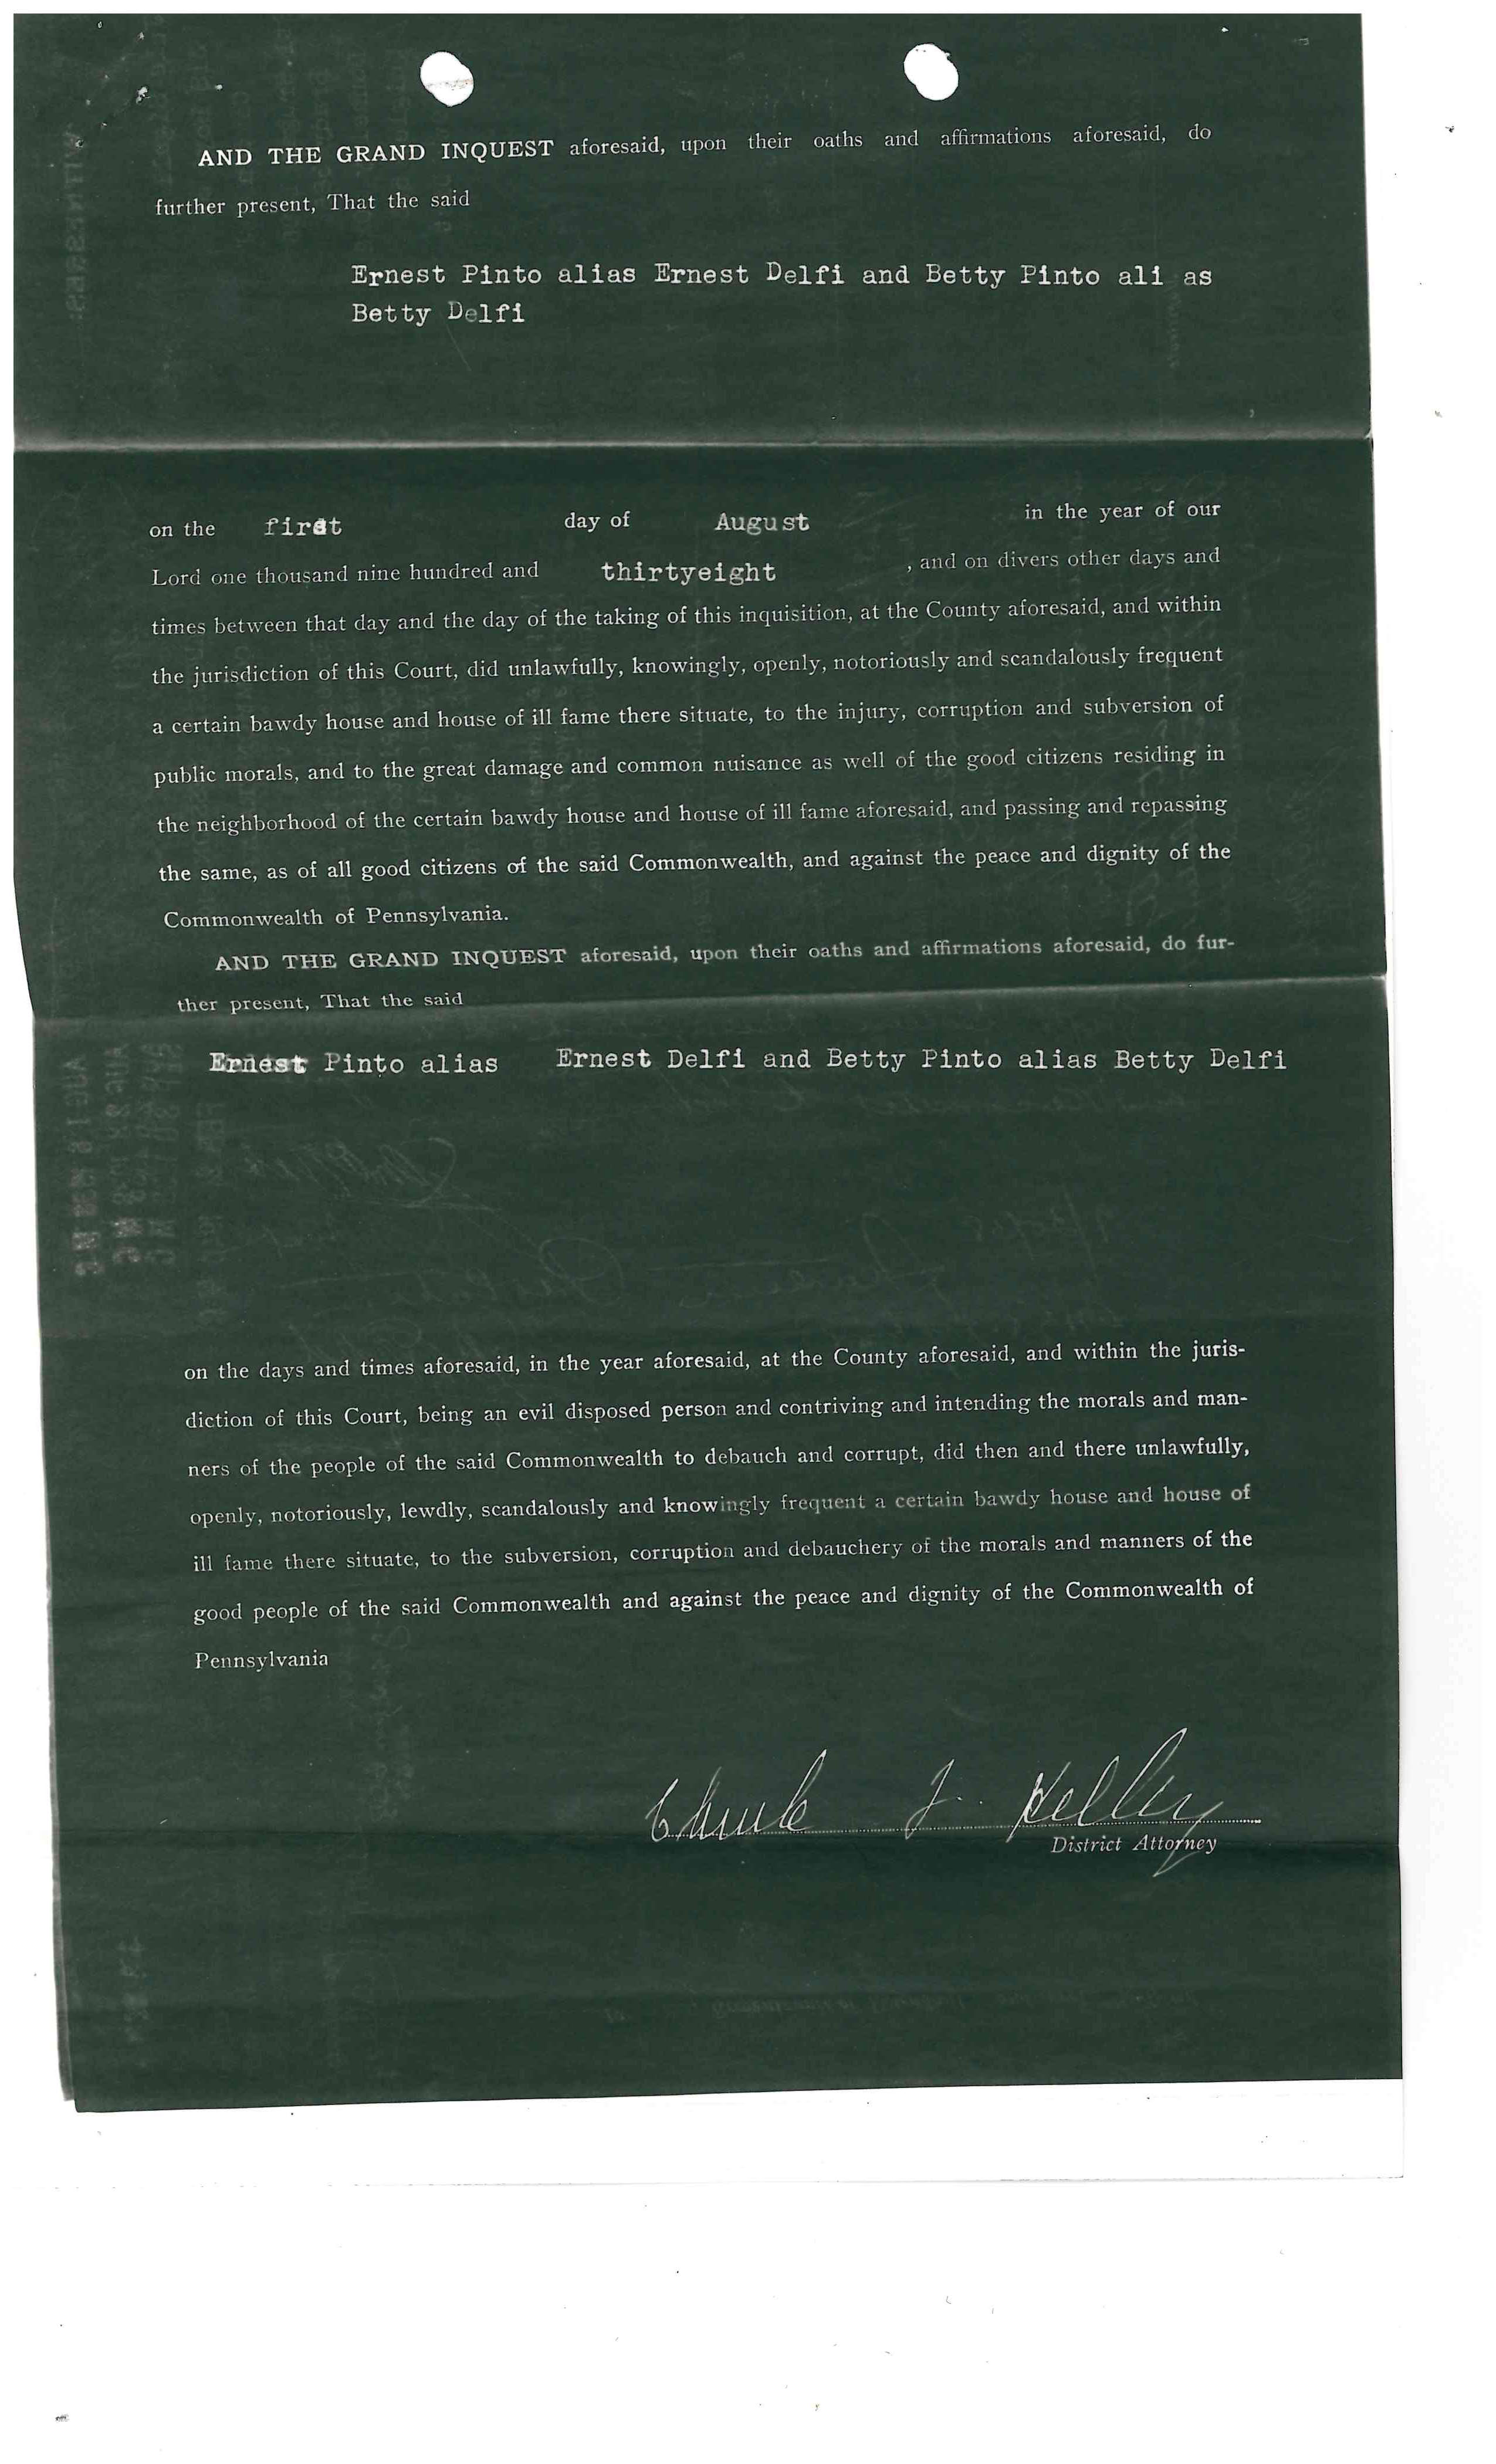 AND THE GRAND INQUEST aforesaid, upon their oaths and affirmations aforesaid, do
further present, That the said
Ernest Pinto alias Ernest Delfi and Betty Pinto ali as
Betty Delfi
on the first day of August in the year of our
Lord one thousand nine hundred and thirtyeight , and on divers other days and
times between that day and the day of the taking of this inquisition, at the County aforesaid, and within
the jurisdiction of this Court, did unlawfully, knowingly, openly, notoriously and scandalously frequent
a certain bawdy house and house of ill fame there situate, to the injury, corruption and subversion of
public morals, and to the great damage and common nuisance as well of the good citizens residing in
the neighborhood of the certain bawdy house and house of ill fame aforesaid, and passing and repassing
the same, as of all good citizens of the said Commonwealth, and against the peace and dignity of the
Commonwealth of Pennsylvania.
AND THE GRAND INQUEST aforesaid, upon their oaths and affirmations aforesaid, do fur-
ther present, That the said
Ernest Pinto alias Ernest Delfi and Betty Pinto alias Betty Delfi
on the days and times aforesaid, in the year aforesaid, at the County aforesaid, and within the juris-
diction of this Court, being an evil disposed person and contriving and intending the morals and man-
ners of the people of the said Commonwealth to debauch and corrupt, did then and there unlawfully,
openly, notoriously, lewdly, scandalously and knowingly frequent a certain bawdy house and house of
ill fame there situate, to the subversion, corruption and debauchery of the morals and manners of the
good people of the said Commonwealth and against the peace and dignity of the Commonwealth of
Pennsylvania
District Attorney